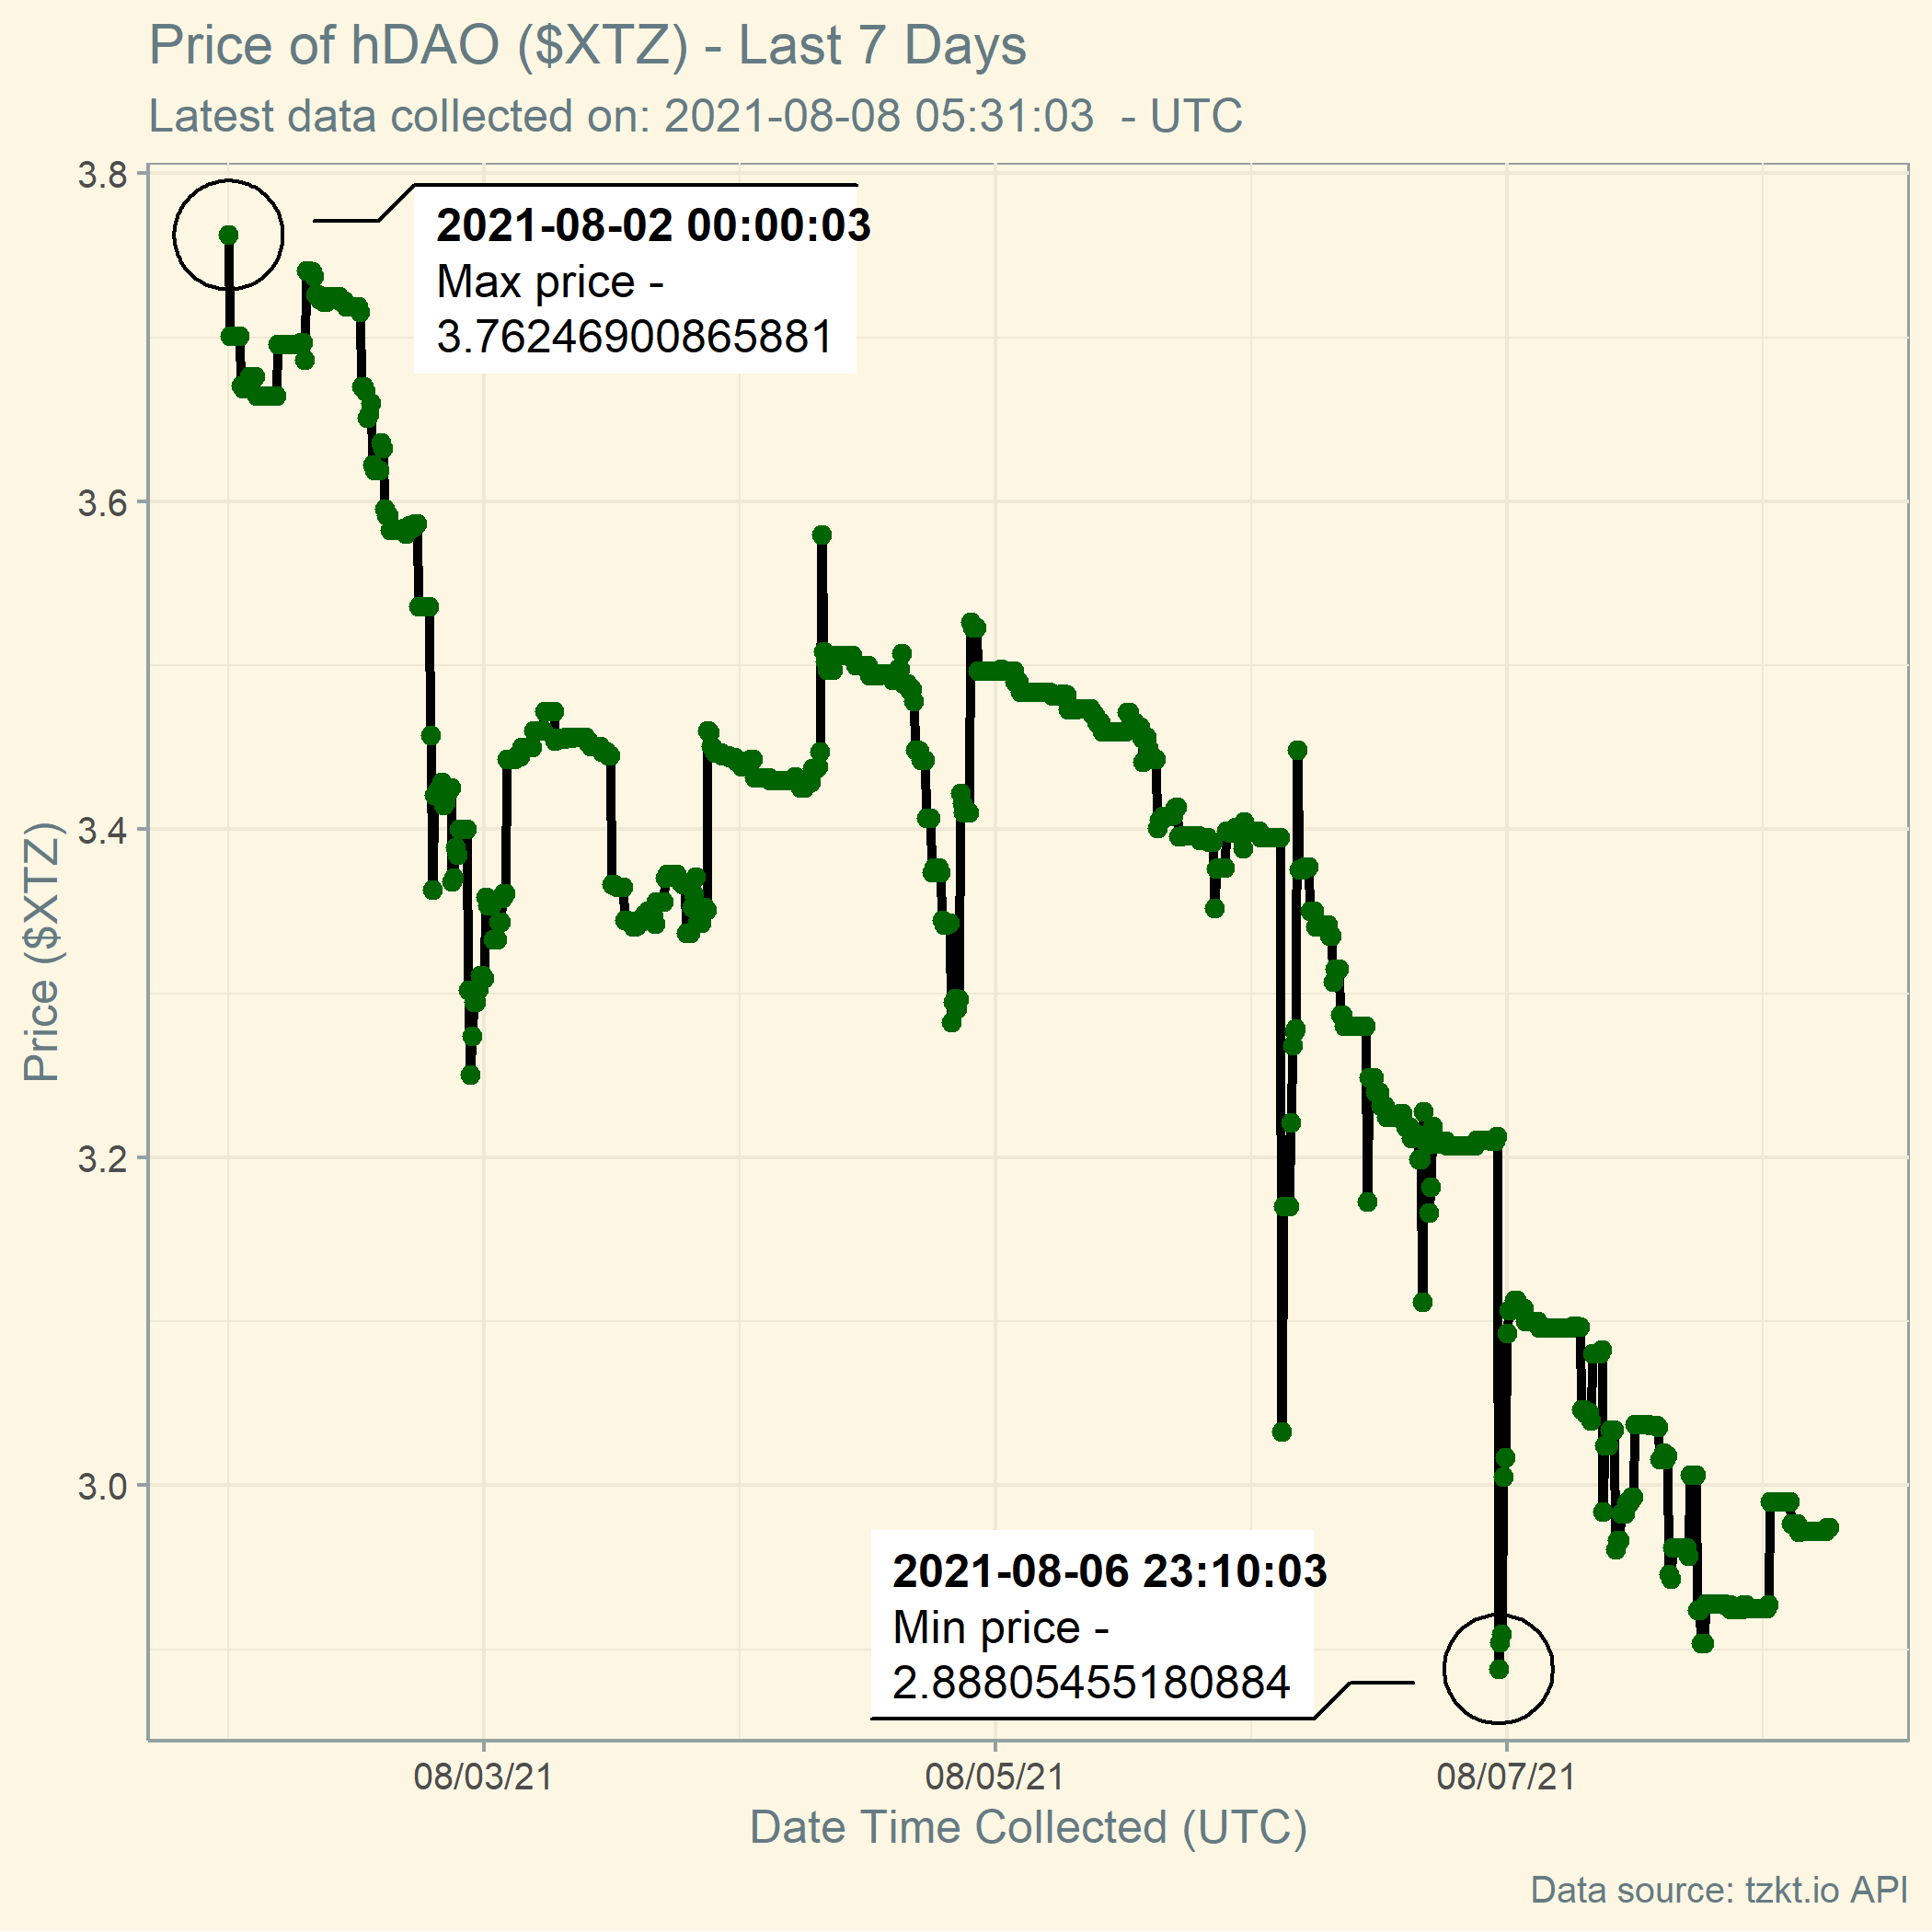 Price of hDAO ($XTZ) - Last 7 Days
Latest data collected on: 2021-08-08 05:31:03  - UTC
3.8
3.6
3.4
3.2
3.0
Price ($XTZ)
2021-08-02 00:00:03
Max price -
3.76246900865881
2021-08-06 23:10:03
Min price -
2.88805455180884
08/03/21
08/05/21
08/07/21
Date Time Collected (UTC)
Data source: tzkt.io API